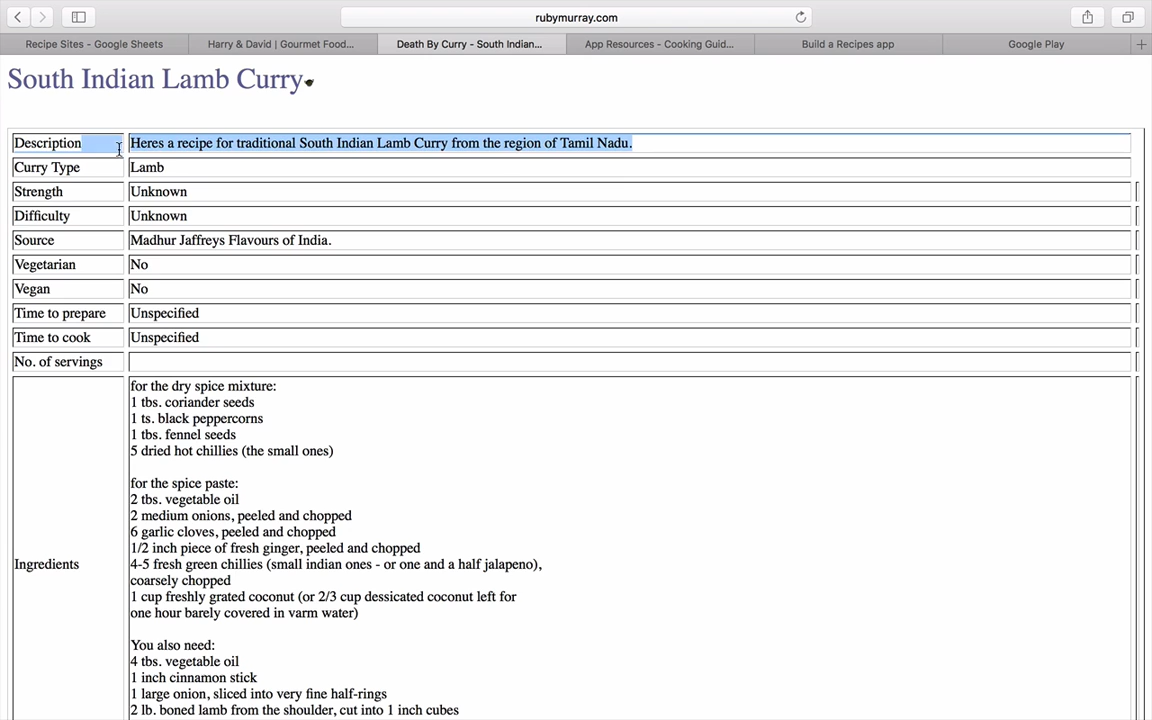 rubymurray.com
Recipe Sites - Google Sheets
Harry & David | Gourmet Food...
Death By Curry - South Indian...
App Resources - Cooking Guid...
Build a Recipes app
Google Play
South Indian Lamb Curry
Description Heres a recipe for traditional South Indian Lamb Curry from the region of Tamil Nadu.
Curry Type Lamb
Strength Unknown
Difficulty Unknown
Source Madhur Jaffreys Flavours of India.
Vegetarian No
Vegan No
Time to prepare Unspecified
Time to cook Unspecified
No. of servings
Ingredients
for the dry spice mixture:
1 tbs. coriander seeds
1 ts. black peppercorns
1 tbs. fennel seeds
5 dried hot chillies (the small ones)
for the spice paste:
2 tbs. vegetable oil
2 medium onions, peeled and chopped
6 garlic cloves, peeled and chopped
1/2 inch piece of fresh ginger, peeled and chopped
4-5 fresh green chillies (small indian ones - or one and a half jalapeno),
coarsely chopped
1 cup freshly grated coconut (or 2/3 cup dessicated coconut left for
one hour barely covered in varm water)
You also need:
4 tbs. vegetable oil
1 inch cinnamon stick
1 large onion, sliced into very fine half-rings
2 lb. boned lamb from the shoulder, cut into 1 inch cubes